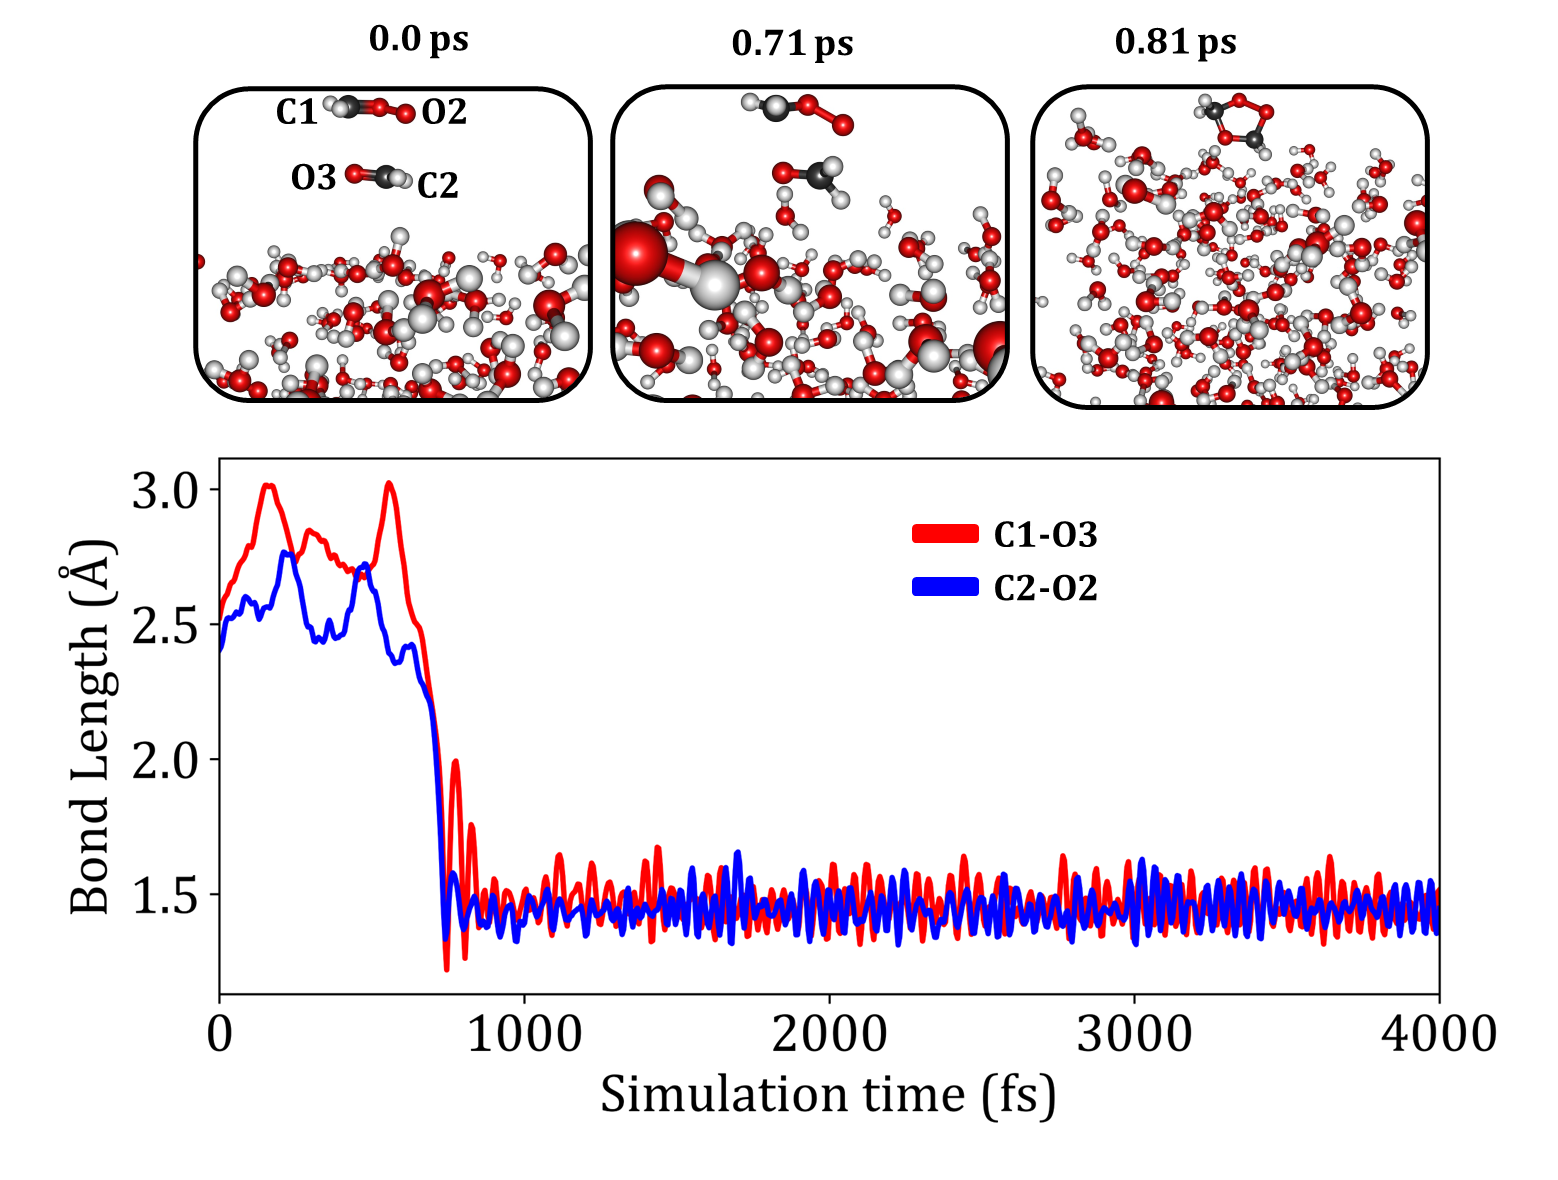 0.0 ps
0.71 ps
0.81 ps
C1
O2
O3
C2
3.0
2.5
2.0
1.5
Bond Length (Å)
C1-O3
C2-O2
0
1000
2000
3000
4000
Simulation time (fs)